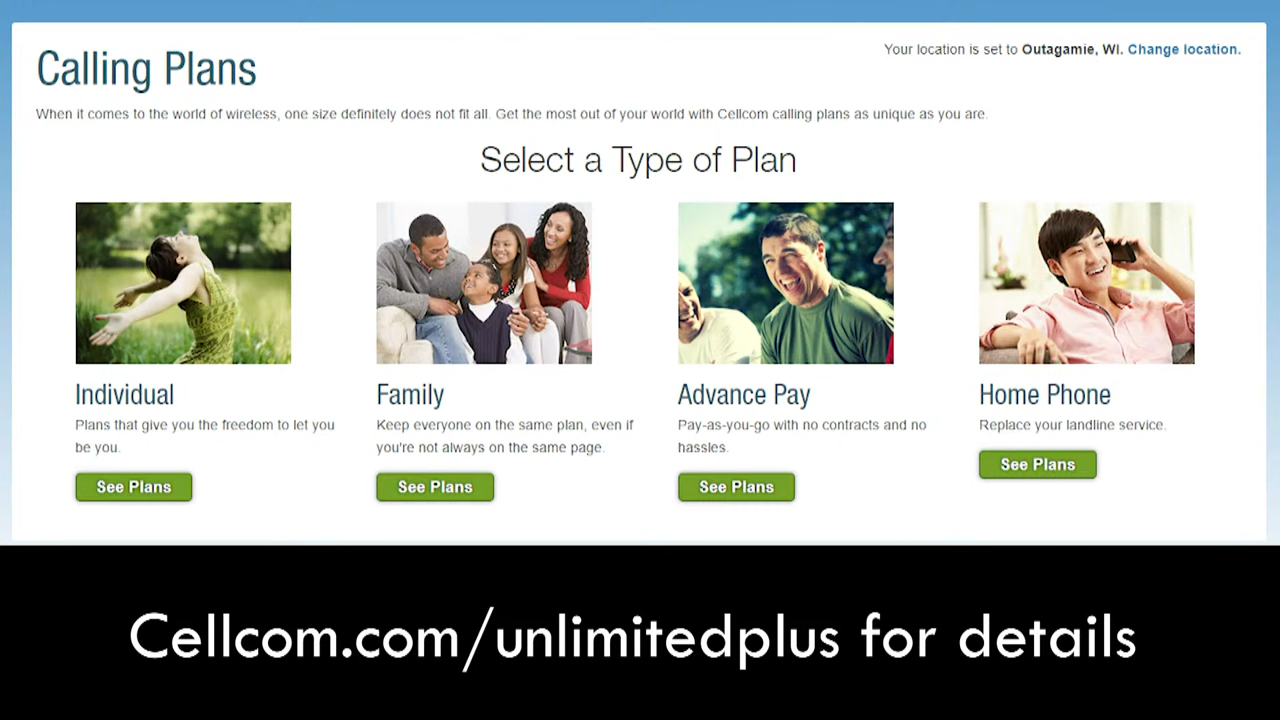 Calling Plans
Your location is set to Outagamie, WI. Change location.
When it comes to the world of wireless, one size definitely does not fit all. Get the most out of your world with Cellcom calling plans as unique as you are.
Select a Type of Plan
Individual
Plans that give you the freedom to let you
be you.
See Plans
Family
Keep everyone on the same plan, even if
you're not always on the same page.
See Plans
Advance Pay
Pay-as-you-go with no contracts and no
hassles.
See Plans
Home Phone
Replace your landline service.
See Plans
Cellcom.com/unlimitedplus for details